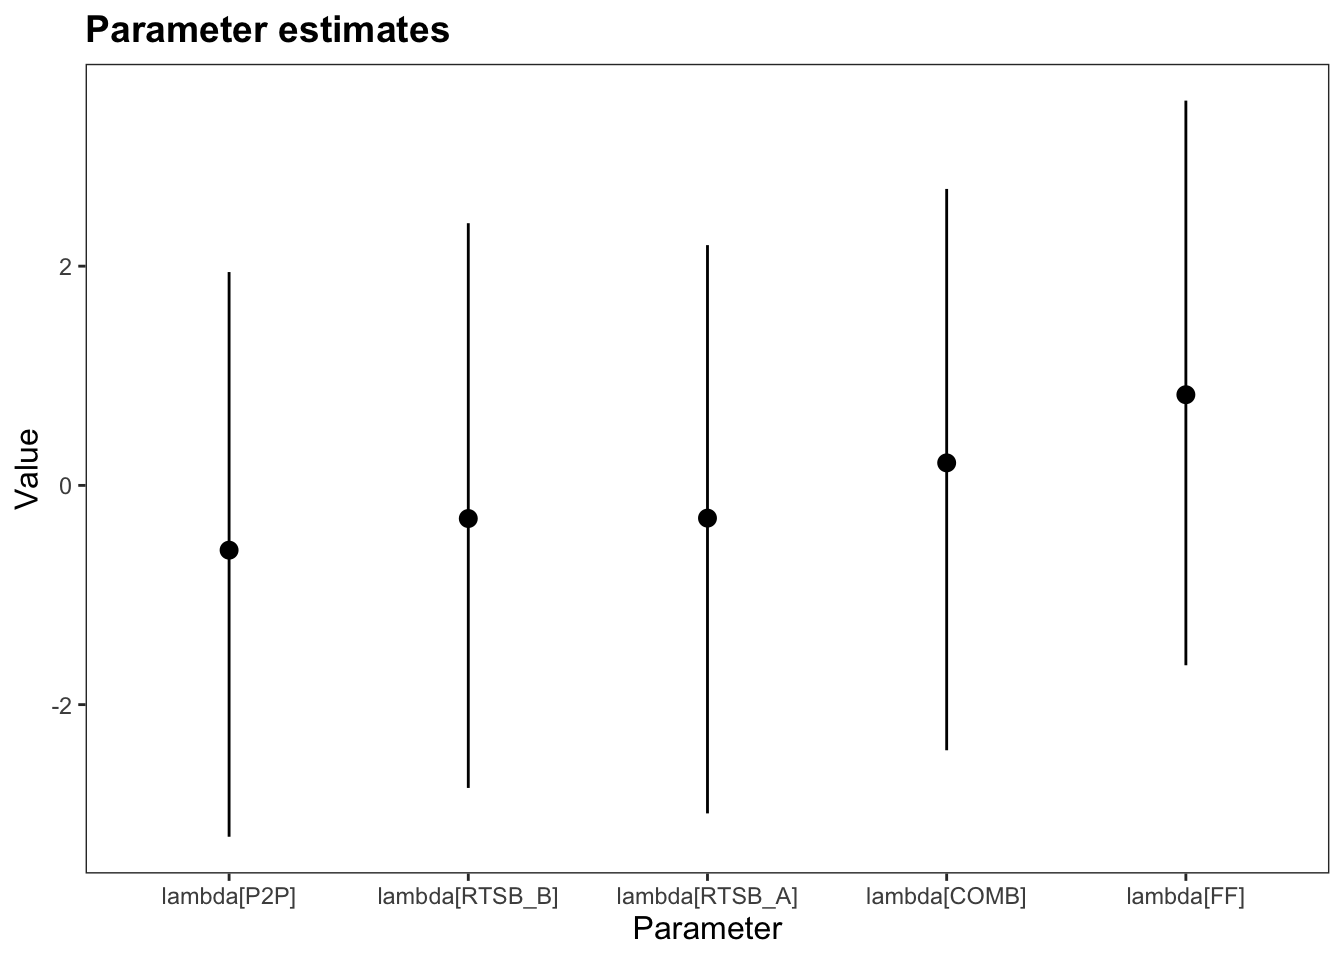 Parameter estimates
Value
2
0
-2
lambda[P2P] lambda[RTSB_B] lambda[RTSB_A] lambda[COMB] lambda[FF]
Parameter